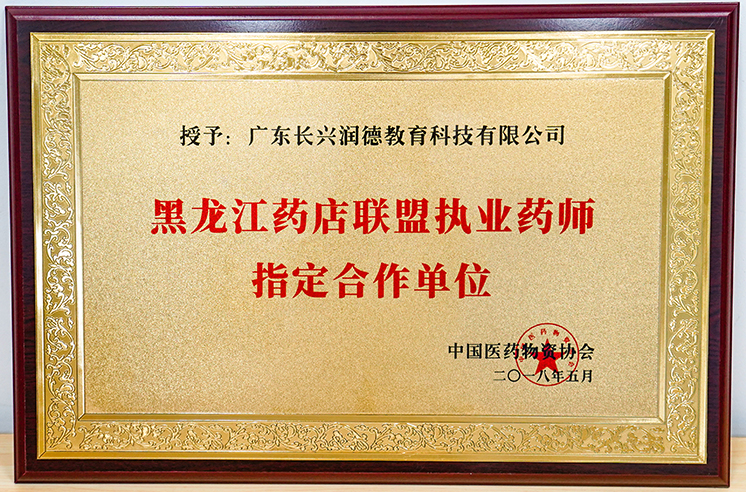 授予：广东长兴润德教育科技有限公司
黑龙江药店联盟执业药师
指定合作单位
中国医药物资协会
二〇一八年五月